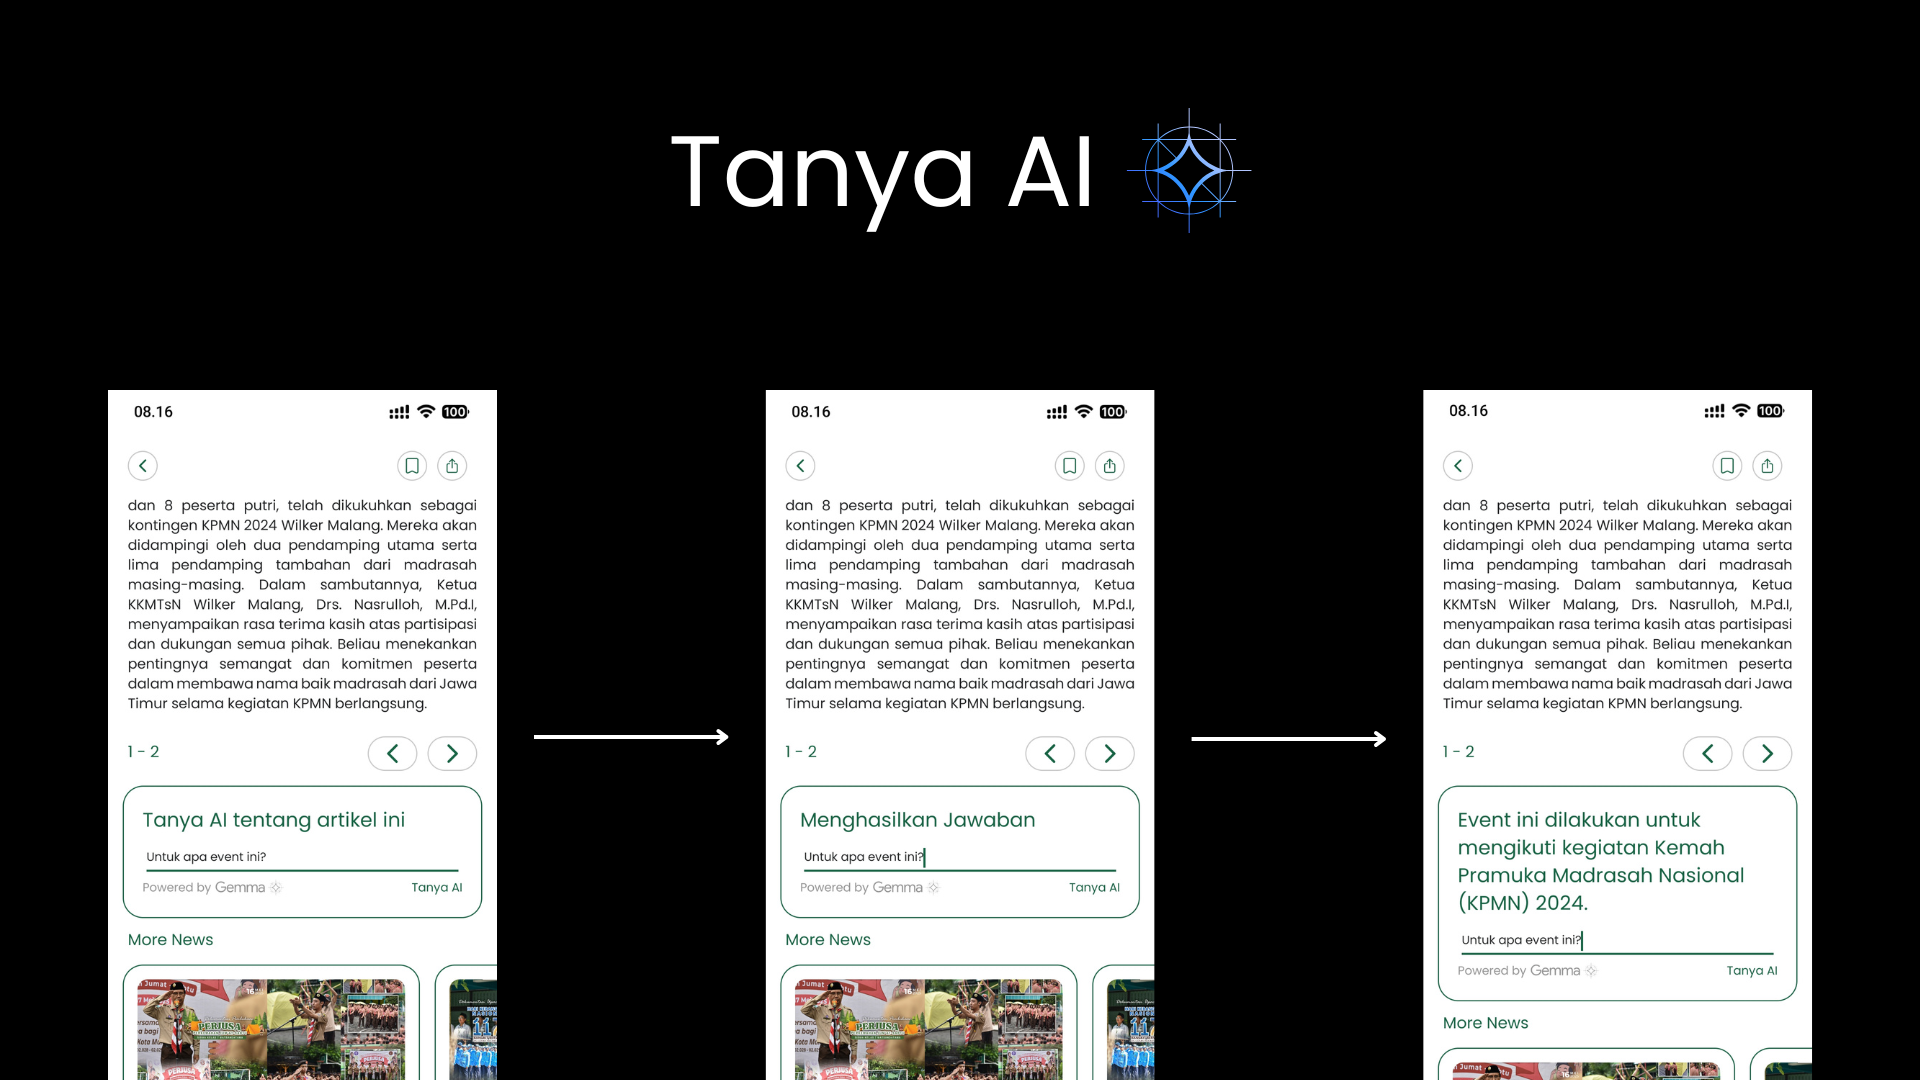 Tanya AI
08.16
100
dan 8 peserta putri, telah dikukuhkan sebagai
kontingen KPMN 2024 Wilker Malang. Mereka akan
didampingi oleh dua pendamping utama serta
lima pendamping tambahan dari madrasah
masing-masing. Dalam sambutannya, Ketua
KKMTsN Wilker Malang, Drs. Nasrulloh, M.Pd.I,
menyampaikan rasa terima kasih atas partisipasi
dan dukungan semua pihak. Beliau menekankan
pentingnya semangat dan komitmen peserta
dalam membawa nama baik madrasah dari Jawa
Timur selama kegiatan KPMN berlangsung.
1 - 2
Tanya AI tentang artikel ini
Untuk apa event ini?
Powered by Gemma
Tanya AI
More News
PERJUSA
08.16
100
dan 8 peserta putri, telah dikukuhkan sebagai
kontingen KPMN 2024 Wilker Malang. Mereka akan
didampingi oleh dua pendamping utama serta
lima pendamping tambahan dari madrasah
masing-masing. Dalam sambutannya, Ketua
KKMTsN Wilker Malang, Drs. Nasrulloh, M.Pd.I,
menyampaikan rasa terima kasih atas partisipasi
dan dukungan semua pihak. Beliau menekankan
pentingnya semangat dan komitmen peserta
dalam membawa nama baik madrasah dari Jawa
Timur selama kegiatan KPMN berlangsung.
1 - 2
Menghasilkan Jawaban
Untuk apa event ini?
Powered by Gemma
Tanya AI
More News
PERJUSA
08.16
100
dan 8 peserta putri, telah dikukuhkan sebagai
kontingen KPMN 2024 Wilker Malang. Mereka akan
didampingi oleh dua pendamping utama serta
lima pendamping tambahan dari madrasah
masing-masing. Dalam sambutannya, Ketua
KKMTsN Wilker Malang, Drs. Nasrulloh, M.Pd.I,
menyampaikan rasa terima kasih atas partisipasi
dan dukungan semua pihak. Beliau menekankan
pentingnya semangat dan komitmen peserta
dalam membawa nama baik madrasah dari Jawa
Timur selama kegiatan KPMN berlangsung.
1 - 2
Event ini dilakukan untuk
mengikuti kegiatan Kemah
Pramuka Madrasah Nasional
(KPMN) 2024.
Untuk apa event ini?
Powered by Gemma
Tanya AI
More News